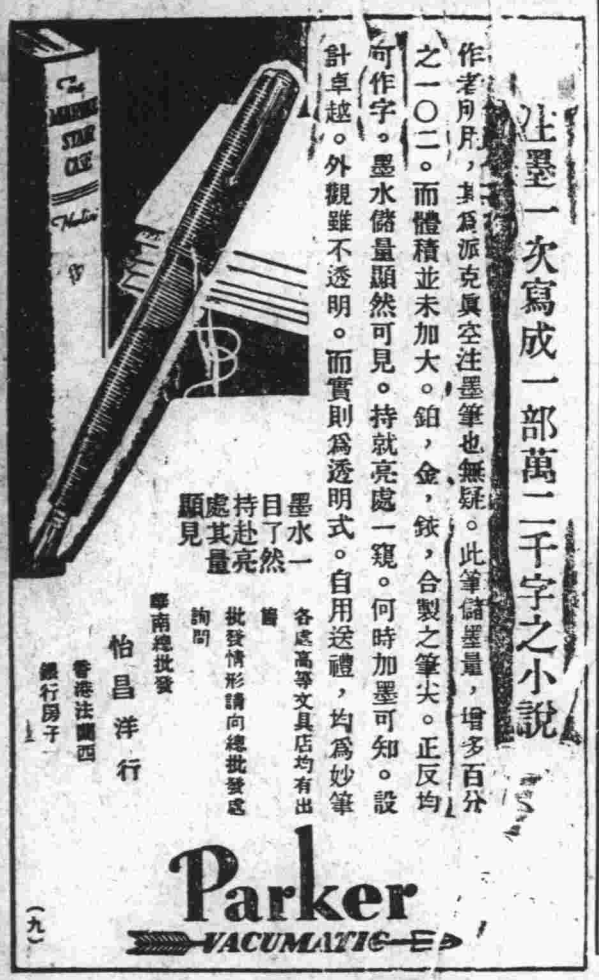 注墨一次寫成一部萬二千字之小說
作者所用，其爲派克眞空注墨筆也無疑。此筆儲墨量，增多百分
之一〇二。而體積並未加大。鉑，金，銥，合製之筆尖。正反均
可作字。墨水儲量顯然可見。持就亮處一窺。何時加墨可知。設
計卓越。外觀雖不透明。而實則爲透明式。自用送禮，均爲妙筆
The
STAIR
CASE
墨水一
目了然
持赴亮
處其量
顯見
各處高等文具店均有出
售
批發情形請向總批發處
詢問
華南總批發
怡昌洋行
香港法蘭西
銀行房子
Parker
VACUMATIC
(九)